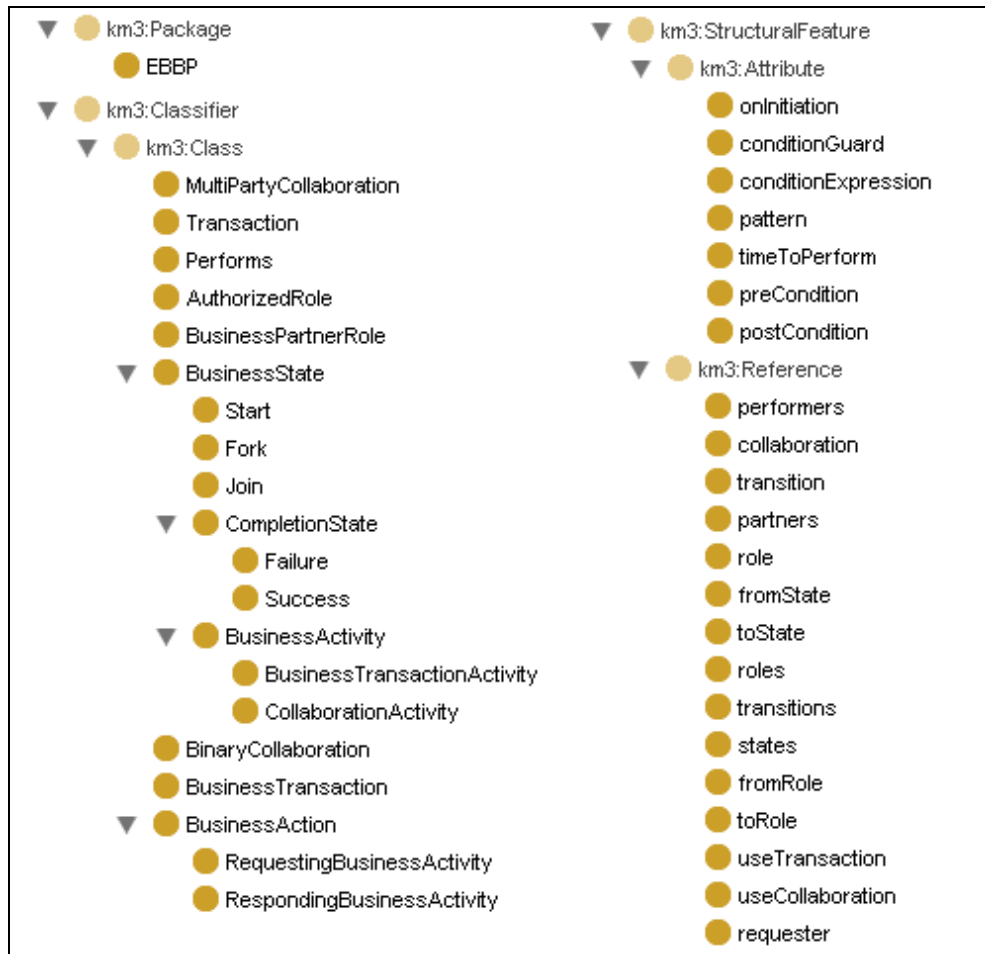 km3:Package
EBBP
km3:Classifier
km3:Class
MultiPartyCollaboration
Transaction
Performs
AuthorizedRole
BusinessPartnerRole
BusinessState
Start
Fork
Join
CompletionState
Failure
Success
BusinessActivity
BusinessTransactionActivity
CollaborationActivity
BinaryCollaboration
BusinessTransaction
BusinessAction
RequestingBusinessActivity
RespondingBusinessActivity
km3:StructuralFeature
km3:Attribute
onInitiation
conditionGuard
conditionExpression
pattern
timeToPerform
preCondition
postCondition
km3:Reference
performers
collaboration
transition
partners
role
fromState
toState
roles
transitions
states
fromRole
toRole
useTransaction
useCollaboration
requester